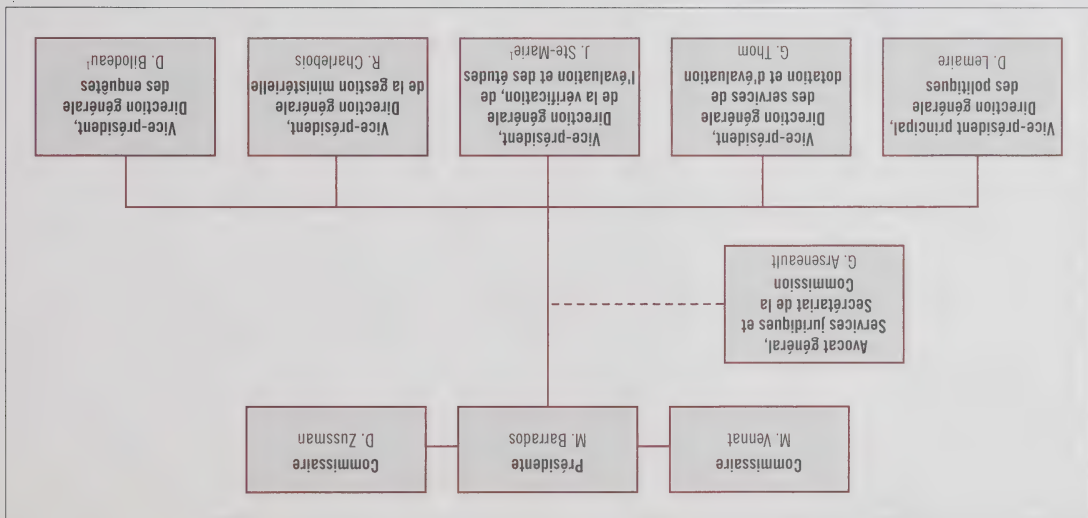 Commissaire
M. Vennat
Présidente
M. Barrados
Commissaire
D. Zussman
Avocat général,
Services juridiques et
Secrétariat de la
Commission
G. Arseneault
Vice-président principal,
Direction générale
des politiques
D. Lemaire
Vice-président,
Direction générale
des services de
dotation et d'évaluation
G. Thom
Vice-président,
Direction générale
de la vérification, de
l'évaluation et des études
J. Ste-Marie¹
Vice-président,
Direction générale
de la gestion ministérielle
R. Charlebois
Vice-président,
Direction générale
des enquêtes
D. Bilodeau¹